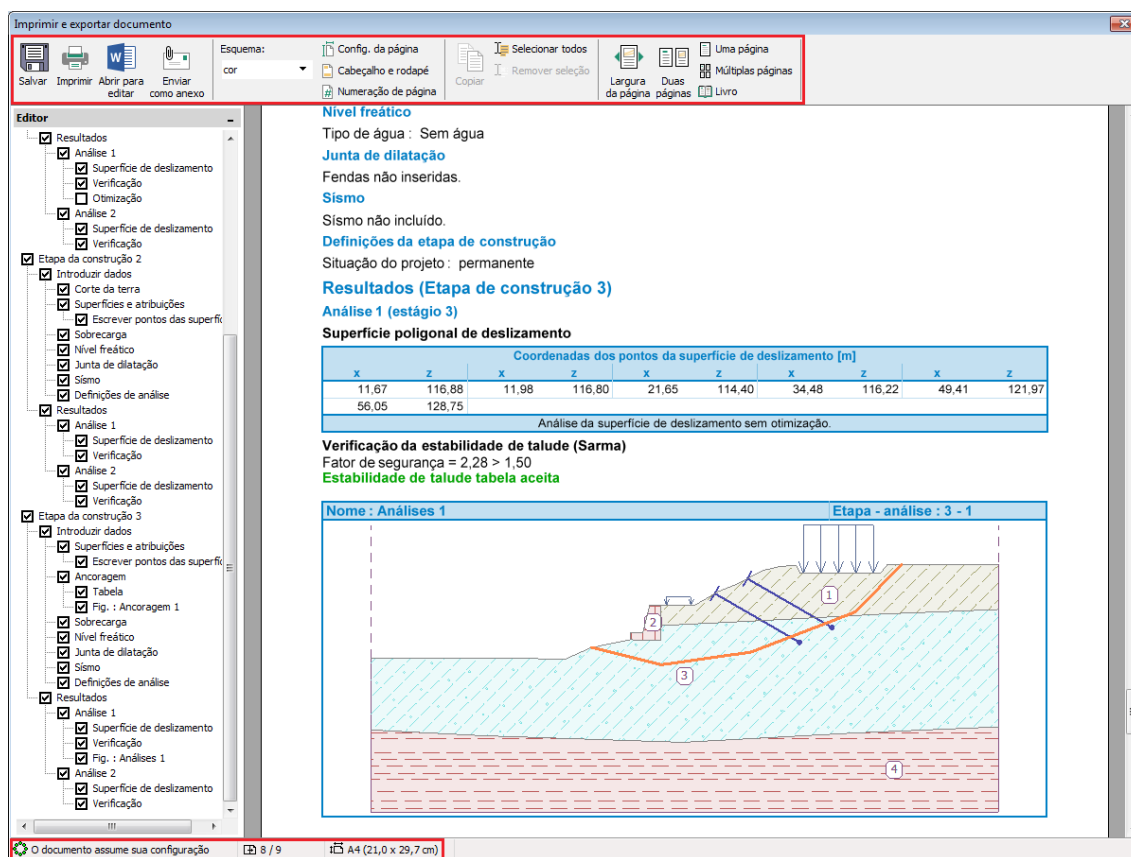 Imprimir e exportar documento
Salvar
Imprimir
Abrir para editar
Enviar como anexo
Esquema:
cor
Config. da página
Cabeçalho e rodapé
Numeração de página
Copiar
Selecionar todos
Remover seleção
Largura da página
Duas páginas
Uma página
Múltiplas páginas
Livro
Editor
Resultados
Análise 1
Superfície de deslizamento
Verificação
Otimização
Análise 2
Superfície de deslizamento
Verificação
Etapa da construção 2
Introduzir dados
Corte da terra
Superfícies e atribuições
Escrever pontos das superfíc
Sobrecarga
Nível freático
Junta de dilatação
Sísmo
Definições de análise
Resultados
Análise 1
Superfície de deslizamento
Verificação
Análise 2
Superfície de deslizamento
Verificação
Etapa da construção 3
Introduzir dados
Superfícies e atribuições
Escrever pontos das superfíc
Ancoragem
Tabela
Fig. : Ancoragem 1
Sobrecarga
Nível freático
Junta de dilatação
Sísmo
Definições de análise
Resultados
Análise 1
Superfície de deslizamento
Verificação
Fig. : Análises 1
Análise 2
Superfície de deslizamento
Verificação
Nível freático
Tipo de água : Sem água
Junta de dilatação
Fendas não inseridas.
Sísmo
Sísmo não incluído.
Definições da etapa de construção
Situação do projeto : permanente
Resultados (Etapa de construção 3)
Análise 1 (estágio 3)
Superfície poligonal de deslizamento
Coordenadas dos pontos da superfície de deslizamento [m]
x z x z x z x z x z
11,67 116,88 11,98 116,80 21,65 114,40 34,48 116,22 49,41 121,97
56,05 128,75
Análise da superfície de deslizamento sem otimização.
Verificação da estabilidade de talude (Sarma)
Fator de segurança = 2,28 > 1,50
Estabilidade de talude tabela aceita
Nome : Análises 1 Etapa - análise : 3 - 1
1
2
3
4
O documento assume sua configuração 8 / 9 A4 (21,0 x 29,7 cm)